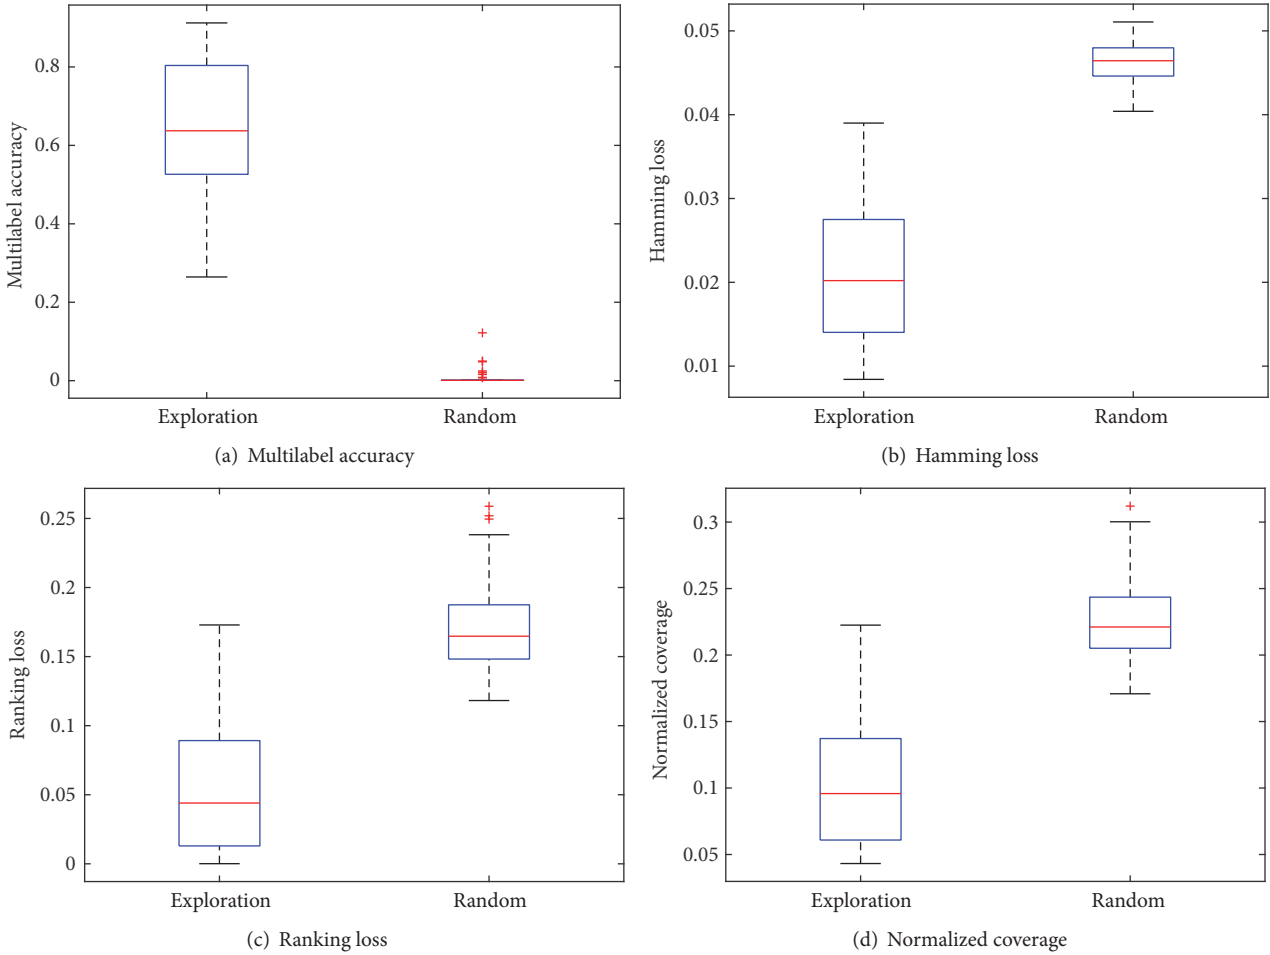 Multilabel accuracy
0.8
0.6
0.4
0.2
0
Exploration Random
(a) Multilabel accuracy
Hamming loss
0.05
0.04
0.03
0.02
0.01
Exploration Random
(b) Hamming loss
Ranking loss
0.25
0.2
0.15
0.1
0.05
0
Exploration Random
(c) Ranking loss
Normalized coverage
0.3
0.25
0.2
0.15
0.1
0.05
Exploration Random
(d) Normalized coverage